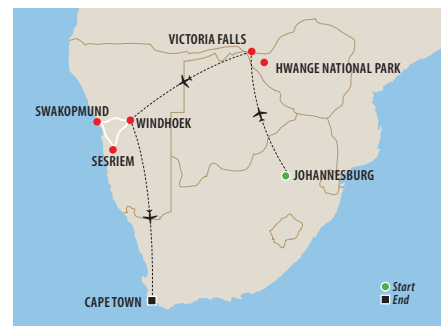 VICTORIA FALLS
HWANGE NATIONAL PARK
SWAKOPMUND
WINDHOEK
SESRIEM
JOHANNESBURG
CAPE TOWN
Start
End